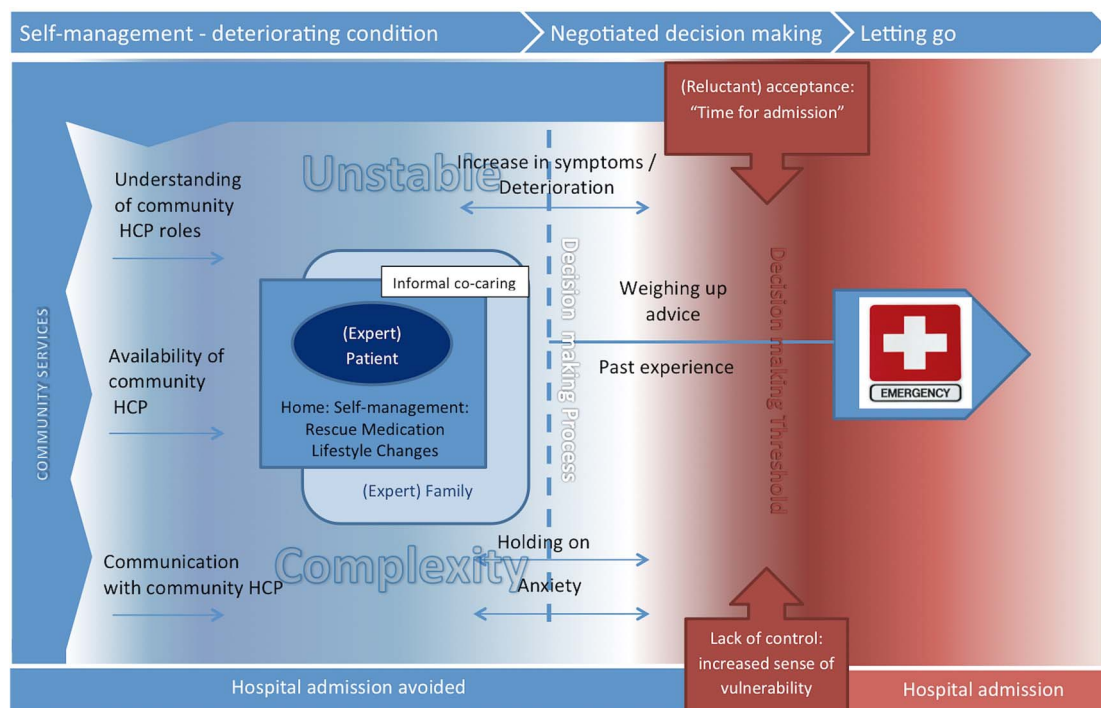 Self-management - deteriorating condition
Negotiated decision making
Letting go
(Reluctant) acceptance:
“Time for admission”
COMMUNITY SERVICES
Understanding
of community
HCP roles
Unstable
Increase in symptoms /
Deterioration
Informal co-caring
(Expert)
Patient
Home: Self-management:
Rescue Medication
Lifestyle Changes
(Expert) Family
Availability of
community
HCP
Decision making Process
Weighing up
advice
Past experience
Decision making Threshold
EMERGENCY
Communication
with community HCP
Complexity
Holding on
Anxiety
Lack of control:
increased sense of
vulnerability
Hospital admission avoided
Hospital admission